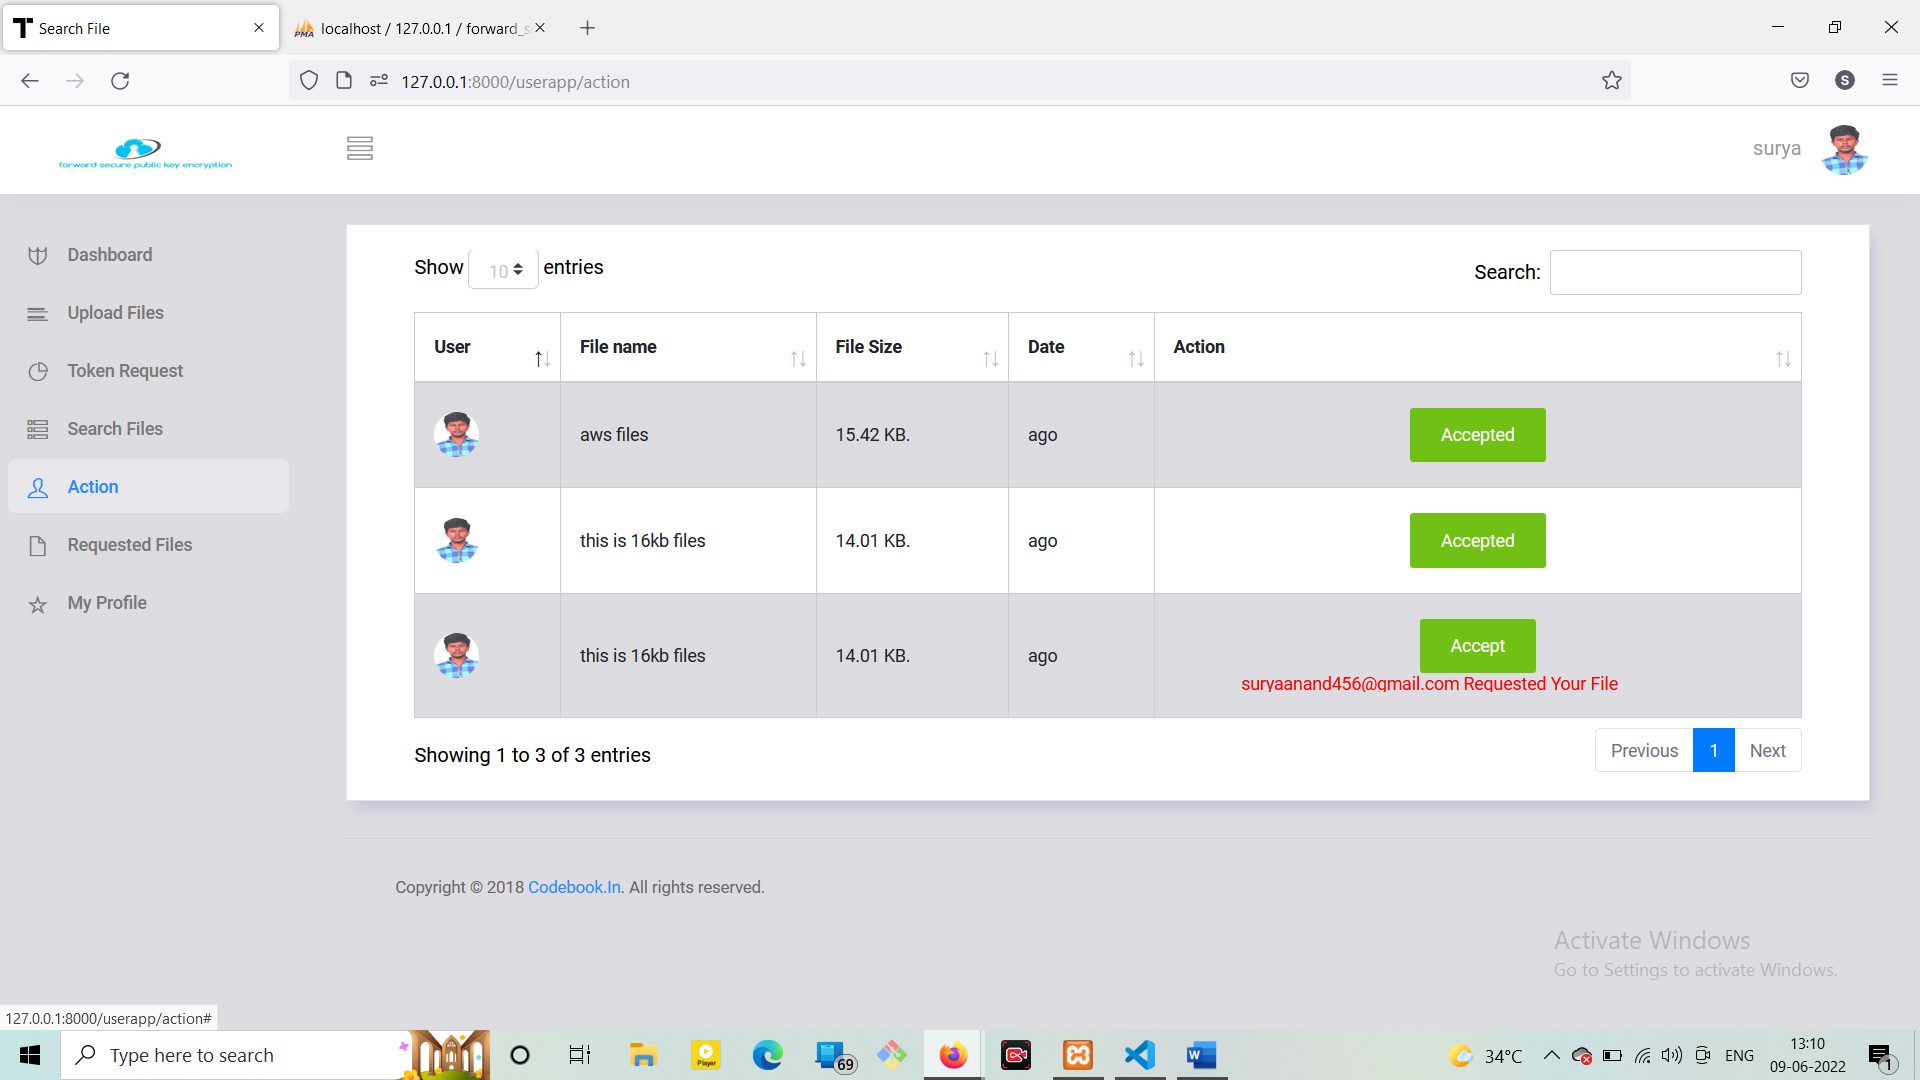 Search File
localhost / 127.0.0.1 / forward_s
127.0.0.1:8000/userapp/action
S
forward secure public key encryption
surya
Dashboard
Upload Files
Token Request
Search Files
Action
Requested Files
My Profile
Show 10 entries
Search:
User File name File Size Date Action
aws files 15.42 KB. ago Accepted
this is 16kb files 14.01 KB. ago Accepted
this is 16kb files 14.01 KB. ago Accept
suryaanand456@gmail.com Requested Your File
Showing 1 to 3 of 3 entries
Previous 1 Next
Copyright © 2018 Codebook.In. All rights reserved.
Activate Windows
Go to Settings to activate Windows.
127.0.0.1:8000/userapp/action#
Type here to search
Player
69
W
34°C
ENG
13:10
09-06-2022
1